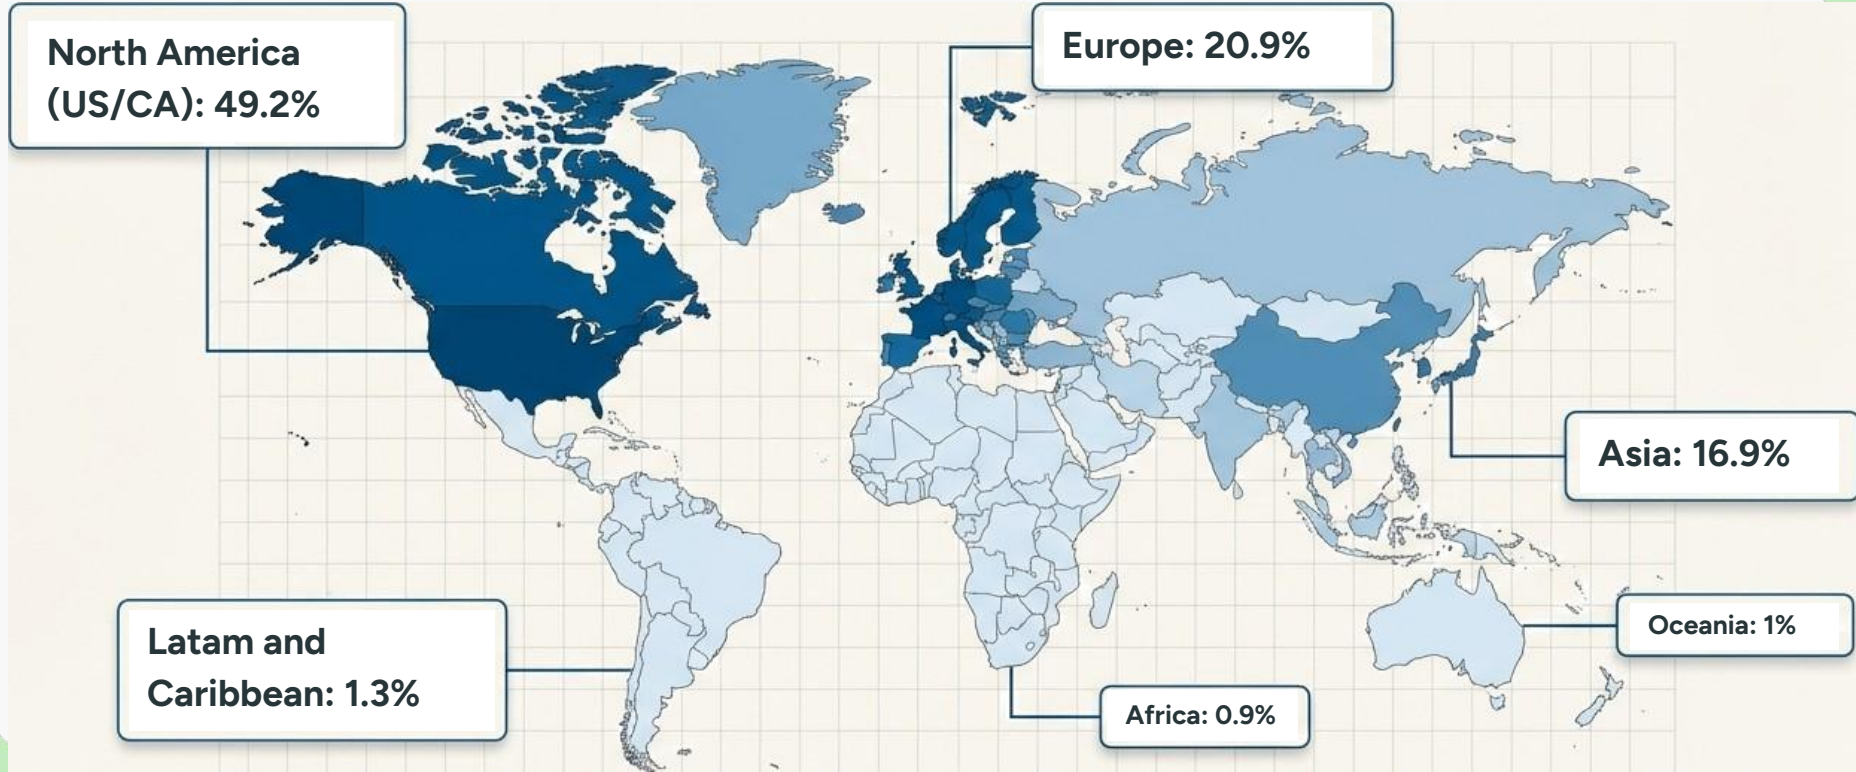 North America
(US/CA): 49.2%
Europe: 20.9%
Asia: 16.9%
Latam and
Caribbean: 1.3%
Oceania: 1%
Africa: 0.9%